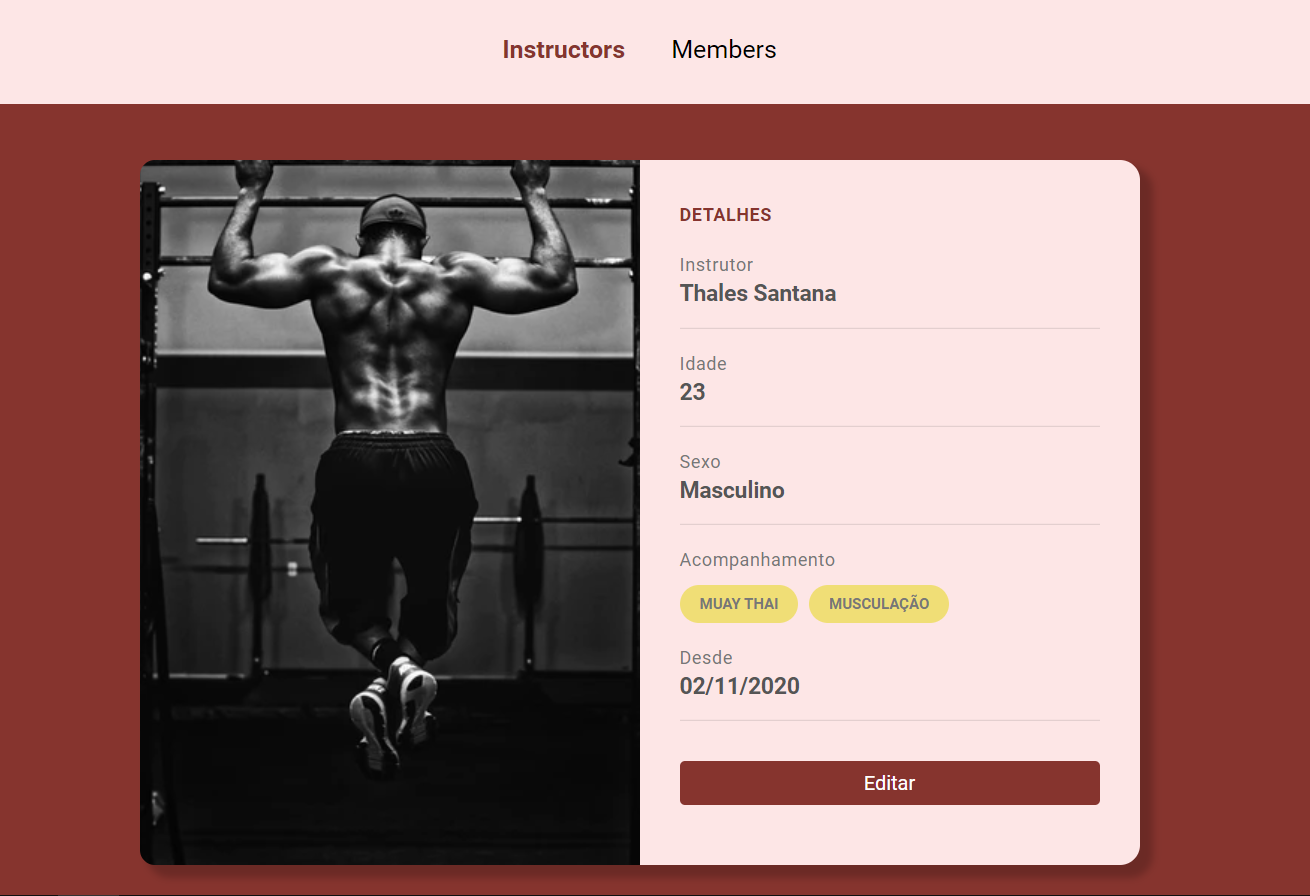 Instructors Members
DETALHES
Instrutor
Thales Santana
Idade
23
Sexo
Masculino
Acompanhamento
MUAY THAI MUSCULAÇÃO
Desde
02/11/2020
Editar